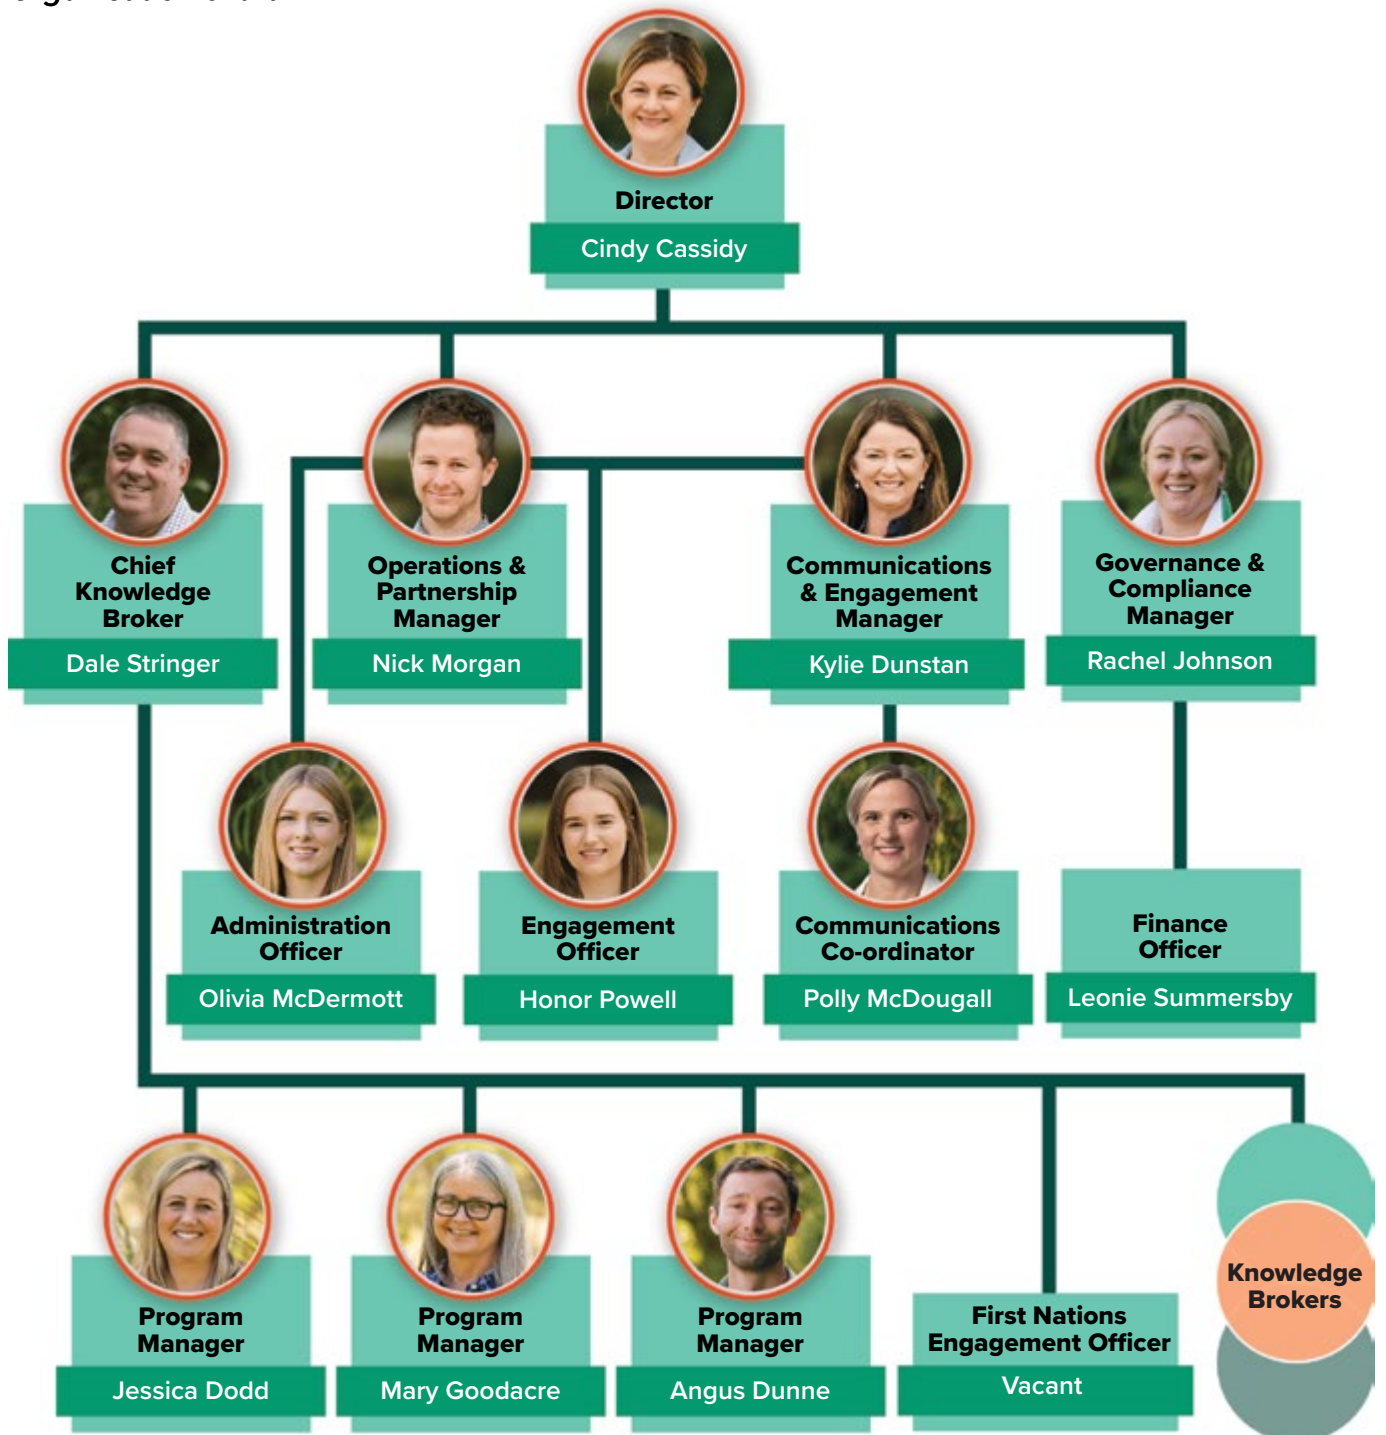 Director
Cindy Cassidy
Chief
Knowledge
Broker
Dale Stringer
Operations &
Partnership
Manager
Nick Morgan
Communications
& Engagement
Manager
Kylie Dunstan
Governance &
Compliance
Manager
Rachel Johnson
Administration
Officer
Olivia McDermott
Engagement
Officer
Honor Powell
Communications
Co-ordinator
Polly McDougall
Finance
Officer
Leonie Summersby
Program
Manager
Jessica Dodd
Program
Manager
Mary Goodacre
Program
Manager
Angus Dunne
First Nations
Engagement Officer
Vacant
Knowledge
Brokers